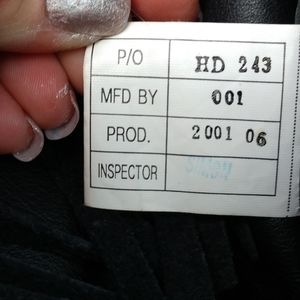 P/O HD 243
MFD BY 001
PROD. 2001 06
INSPECTOR